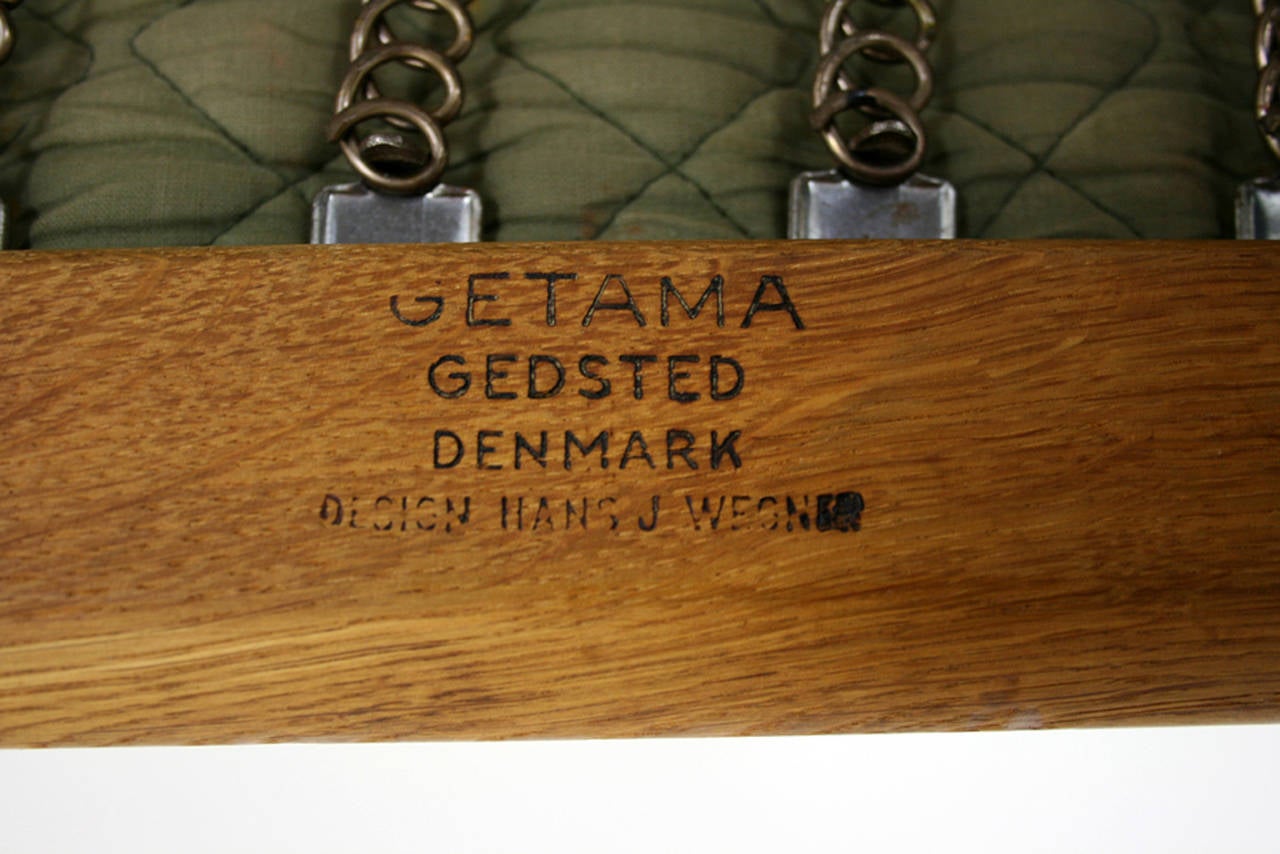 GETAMA
GEDSTED
DENMARK
DESIGN HANS J WEGNER